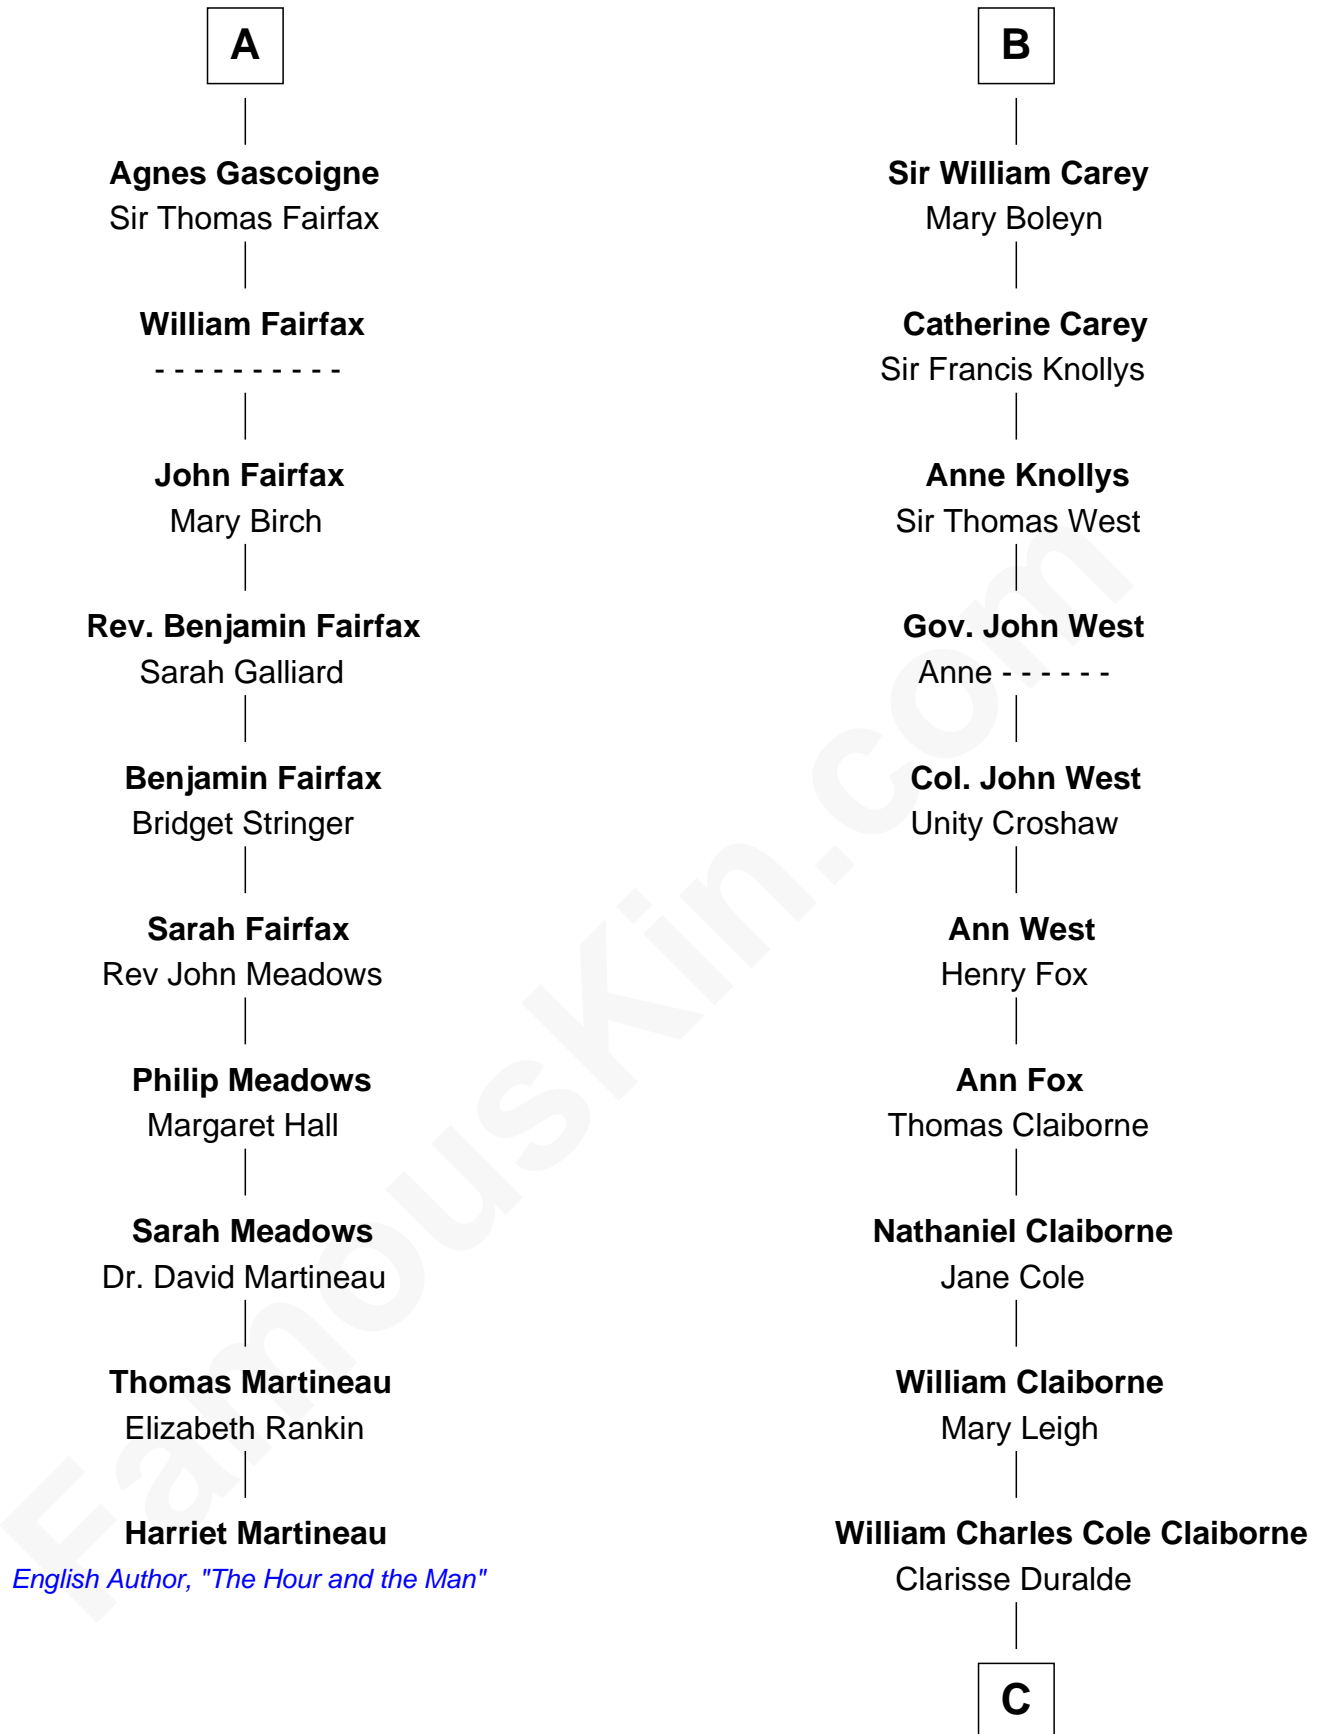 A
Agnes Gascoigne
Sir Thomas Fairfax
William Fairfax
- - - - - - - - - -
John Fairfax
Mary Birch
Rev. Benjamin Fairfax
Sarah Galliard
Benjamin Fairfax
Bridget Stringer
Sarah Fairfax
Rev John Meadows
Philip Meadows
Margaret Hall
Sarah Meadows
Dr. David Martineau
Thomas Martineau
Elizabeth Rankin
Harriet Martineau
English Author, "The Hour and the Man"
B
Sir William Carey
Mary Boleyn
Catherine Carey
Sir Francis Knollys
Anne Knollys
Sir Thomas West
Gov. John West
Anne - - - - - -
Col. John West
Unity Croshaw
Ann West
Henry Fox
Ann Fox
Thomas Claiborne
Nathaniel Claiborne
Jane Cole
William Claiborne
Mary Leigh
William Charles Cole Claiborne
Clarisse Duralde
C
FamousKin.com